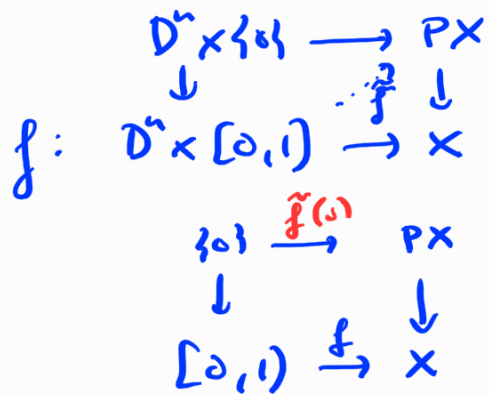 Dⁿ × {0} ⟶ PX
↓ ...? f̃ ↓
f : Dⁿ × [0,1) ⟶ X
f̃(0)
{0} ⟶ PX
↓ ↓
f
[0,1) ⟶ X